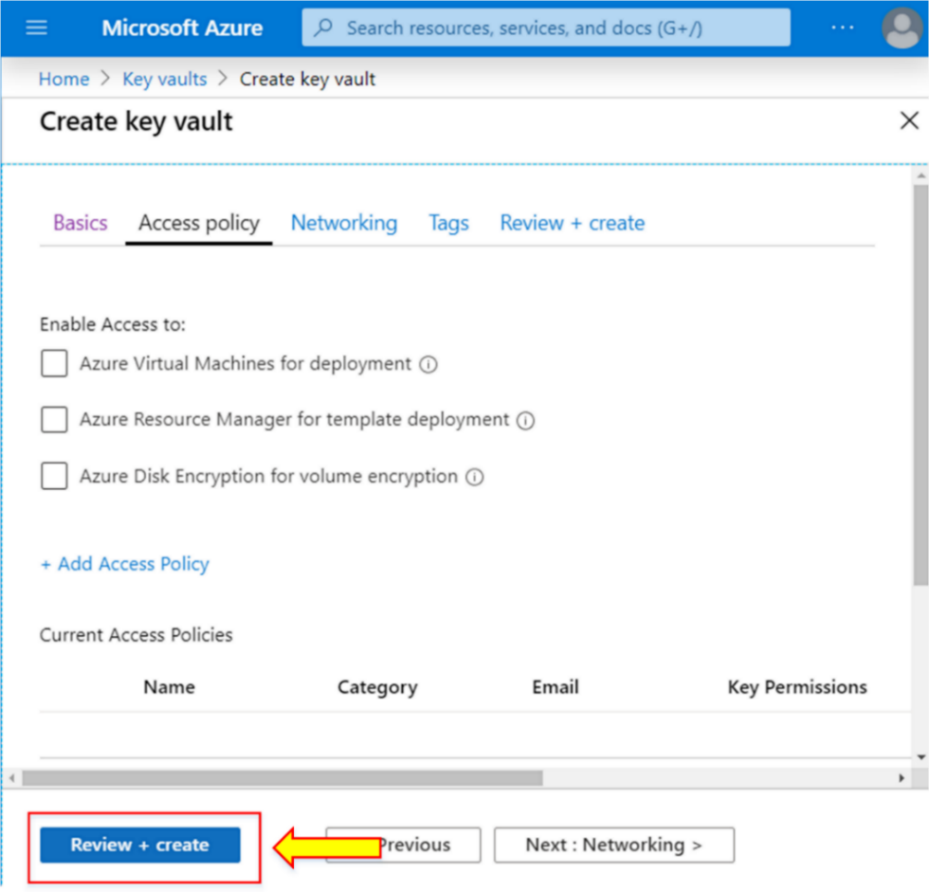 Microsoft Azure Search resources, services, and docs (G+/) ...
Home > Key vaults > Create key vault
Create key vault
Basics Access policy Networking Tags Review + create
Enable Access to:
Azure Virtual Machines for deployment
Azure Resource Manager for template deployment
Azure Disk Encryption for volume encryption
+ Add Access Policy
Current Access Policies
Name Category Email Key Permissions
Review + create Previous Next : Networking >